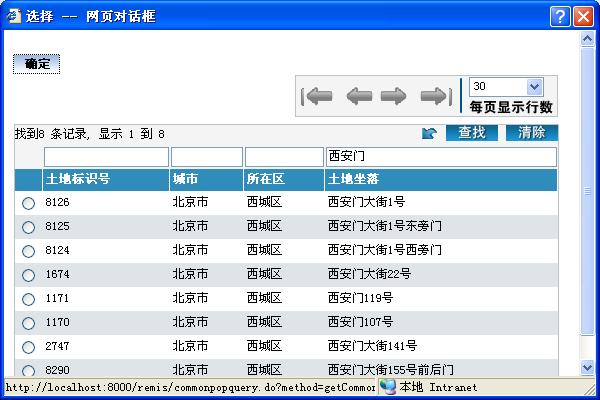 选择 -- 网页对话框
确定
30
每页显示行数
找到8 条记录, 显示 1 到 8
查找 清除
西安门
土地标识号 城市 所在区 土地坐落
8126 北京市 西城区 西安门大街1号
8125 北京市 西城区 西安门大街1号东旁门
8124 北京市 西城区 西安门大街1号西旁门
1674 北京市 西城区 西安门大街22号
1171 北京市 西城区 西安门119号
1170 北京市 西城区 西安门107号
2747 北京市 西城区 西安门大街141号
8290 北京市 西城区 西安门大街155号前后门
http://localhost:8000/remis/commonpopquery.do?method=getCommon 本地 Intranet